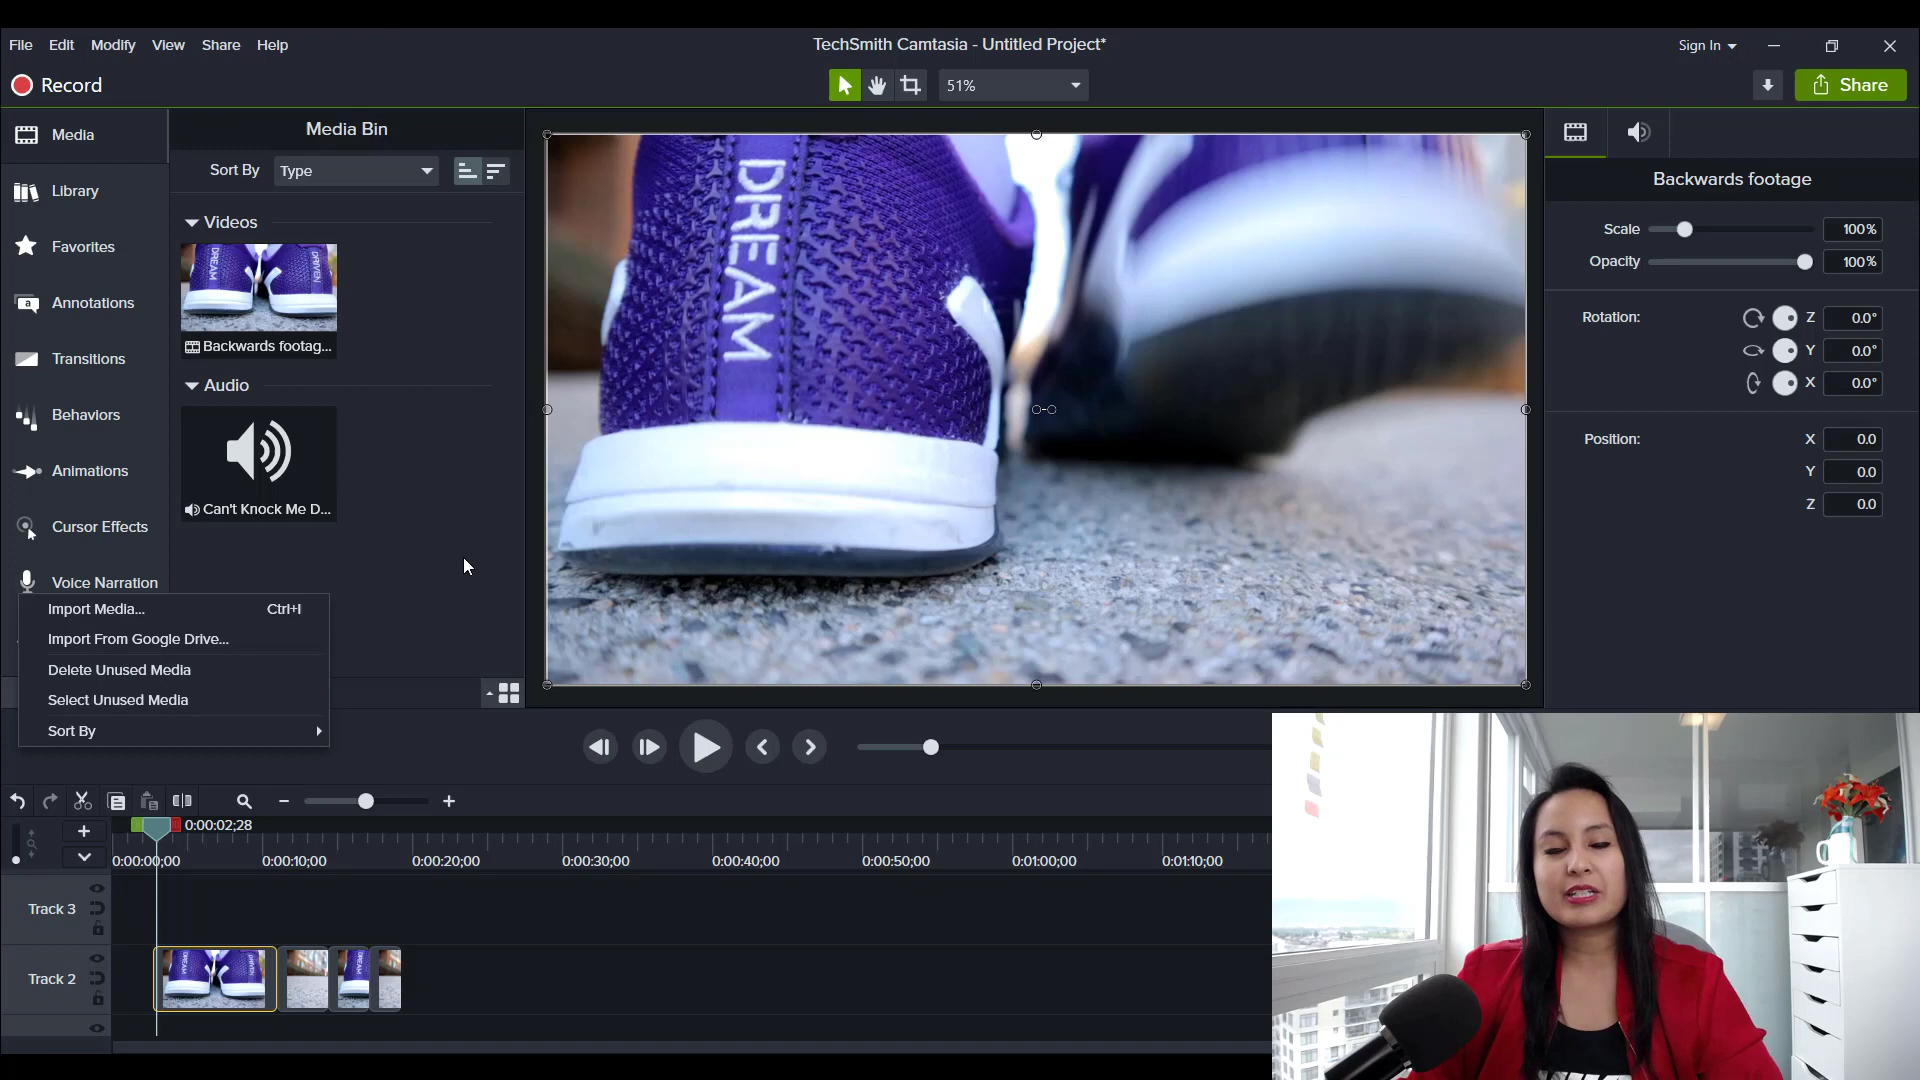 File Edit Modify View Share Help
TechSmith Camtasia - Untitled Project*
Sign In
Record
51%
Share
Media
Library
Favorites
Annotations
Transitions
Behaviors
Animations
Cursor Effects
Voice Narration
Media Bin
Sort By Type
Videos
DREAM
DRIVEN
Backwards footag...
Audio
Can't Knock Me D...
Import Media... Ctrl+I
Import From Google Drive...
Delete Unused Media
Select Unused Media
Sort By
DREAM
Backwards footage
Scale 100%
Opacity 100%
Rotation: Z 0.0°
Y 0.0°
X 0.0°
Position: X 0.0
Y 0.0
Z 0.0
0:00:02;28
0:00:00;00 0:00:10;00 0:00:20;00 0:00:30;00 0:00:40;00 0:00:50;00 0:01:00;00 0:01:10;00
Track 3
Track 2
DREAM
DREAM